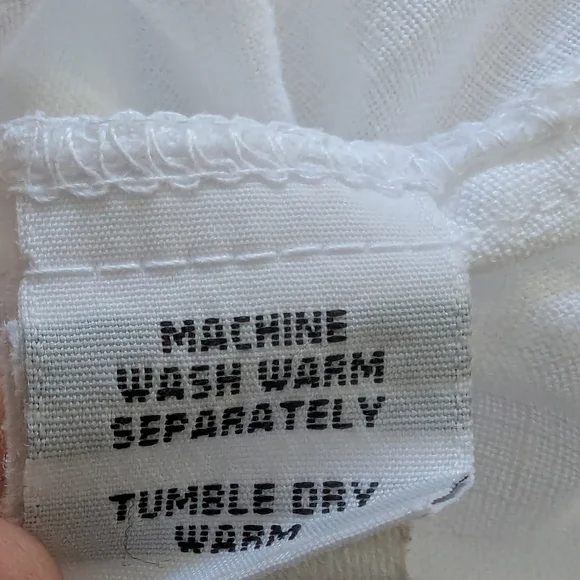 MACHINE
WASH WARM
SEPARATELY
TUMBLE DRY
WARM